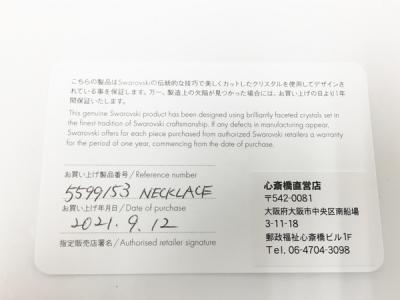 こちらの製品はSwarovskiの伝統的な技巧で美しくカットしたクリスタルを使用してデザインさ
れている事を保証します。万一、製造上の欠陥が見つかった場合には、お買い上げの日より1年
間保証いたします。
This genuine Swarovski product has been designed using brilliantly faceted crystals set in
the finest tradition of Swarovski craftsmanship. If any defects in manufacturing appear,
Swarovski offers for each piece purchased from authorized Swarovski retailers a warranty
for the period of one year, commencing from the date of purchase.
お買い上げ製品番号/Reference number
5599153 NECKLACE
お買い上げ年月日/Date of purchase
2021.9.12
指定販売店署名/Authorised retailer signature
心斎橋直営店
〒542-0081
大阪府大阪市中央区南船場
3-11-18
郵政福祉心斎橋ビル1F
Tel. 06-4704-3098